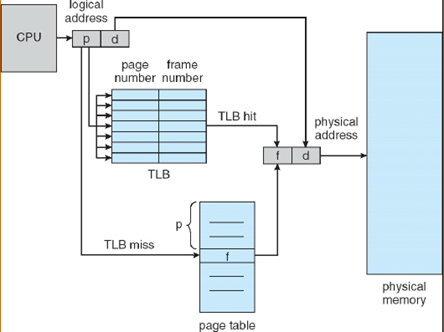 logical
address
CPU
p d
page
number
frame
number
TLB hit
physical
address
f d
TLB
p
TLB miss
f
physical
memory
page table